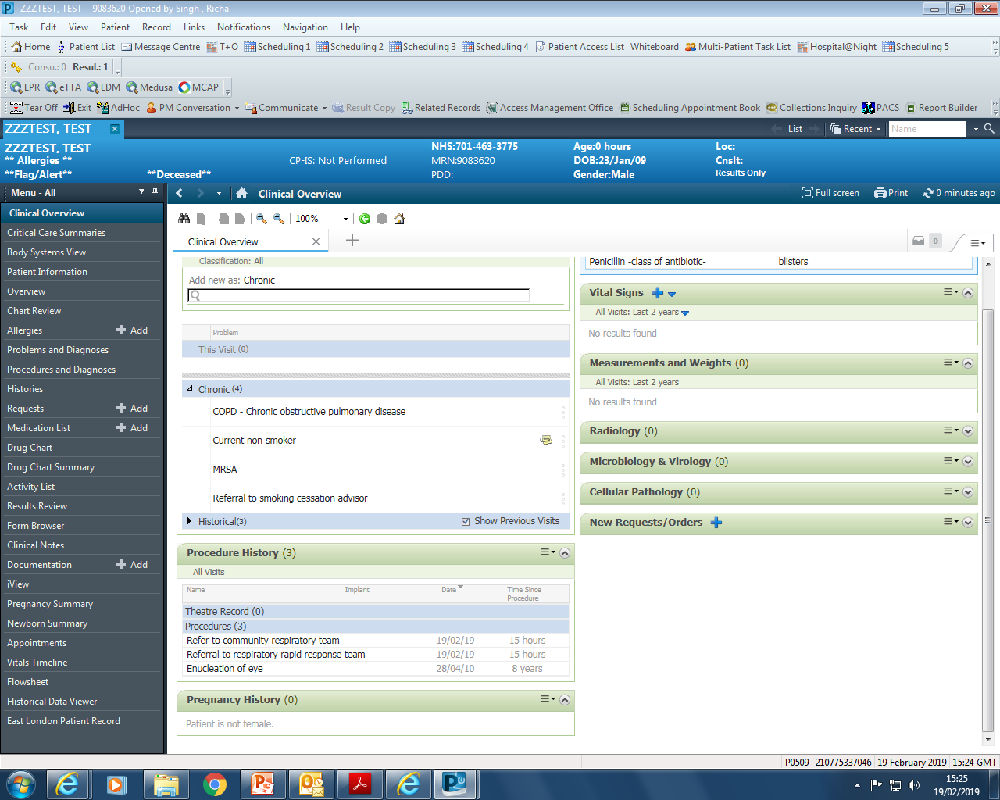 ZZZTEST, TEST - 9083620 Opened by Singh , Richa
Task Edit View Patient Record Links Notifications Navigation Help
Home Patient List Message Centre T+O Scheduling 1 Scheduling 2 Scheduling 3 Scheduling 4 Patient Access List Whiteboard Multi-Patient Task List Hospital@Night Scheduling 5
Consu.: 0 Resul.: 1
EPR eTTA EDM Medusa MCAP
Tear Off Exit AdHoc PM Conversation Communicate Result Copy Related Records Access Management Office Scheduling Appointment Book Collections Inquiry PACS Report Builder
ZZZTEST, TEST × List Recent Name
ZZZTEST, TEST NHS:701-463-3775 Age:0 hours Loc:
** Allergies ** CP-IS: Not Performed MRN:9083620 DOB:23/Jan/09 Cnslt:
**Flag/Alert** **Deceased** PDD: Gender:Male Results Only
Menu - All
Clinical Overview Full screen Print 0 minutes ago
Clinical Overview
Critical Care Summaries
Body Systems View
Patient Information
Overview
Chart Review
Allergies + Add
Problems and Diagnoses
Procedures and Diagnoses
Histories
Requests + Add
Medication List + Add
Drug Chart
Drug Chart Summary
Activity List
Results Review
Form Browser
Clinical Notes
Documentation + Add
iView
Pregnancy Summary
Newborn Summary
Appointments
Vitals Timeline
Flowsheet
Historical Data Viewer
East London Patient Record
100%
Clinical Overview × + 0
Classification: All
Add new as: Chronic
Problem
This Visit (0)
--
Chronic (4)
COPD - Chronic obstructive pulmonary disease
Current non-smoker
MRSA
Referral to smoking cessation advisor
Historical(3) Show Previous Visits
Procedure History (3)
All Visits
Name Implant Date Time Since Procedure
Theatre Record (0)
Procedures (3)
Refer to community respiratory team 19/02/19 15 hours
Referral to respiratory rapid response team 19/02/19 15 hours
Enucleation of eye 28/04/10 8 years
Pregnancy History (0)
Patient is not female.
Penicillin -class of antibiotic- blisters
Vital Signs
All Visits: Last 2 years
No results found
Measurements and Weights (0)
All Visits: Last 2 years
No results found
Radiology (0)
Microbiology & Virology (0)
Cellular Pathology (0)
New Requests/Orders
P0509 210775337046 19 February 2019 15:24 GMT
15:25
19/02/2019